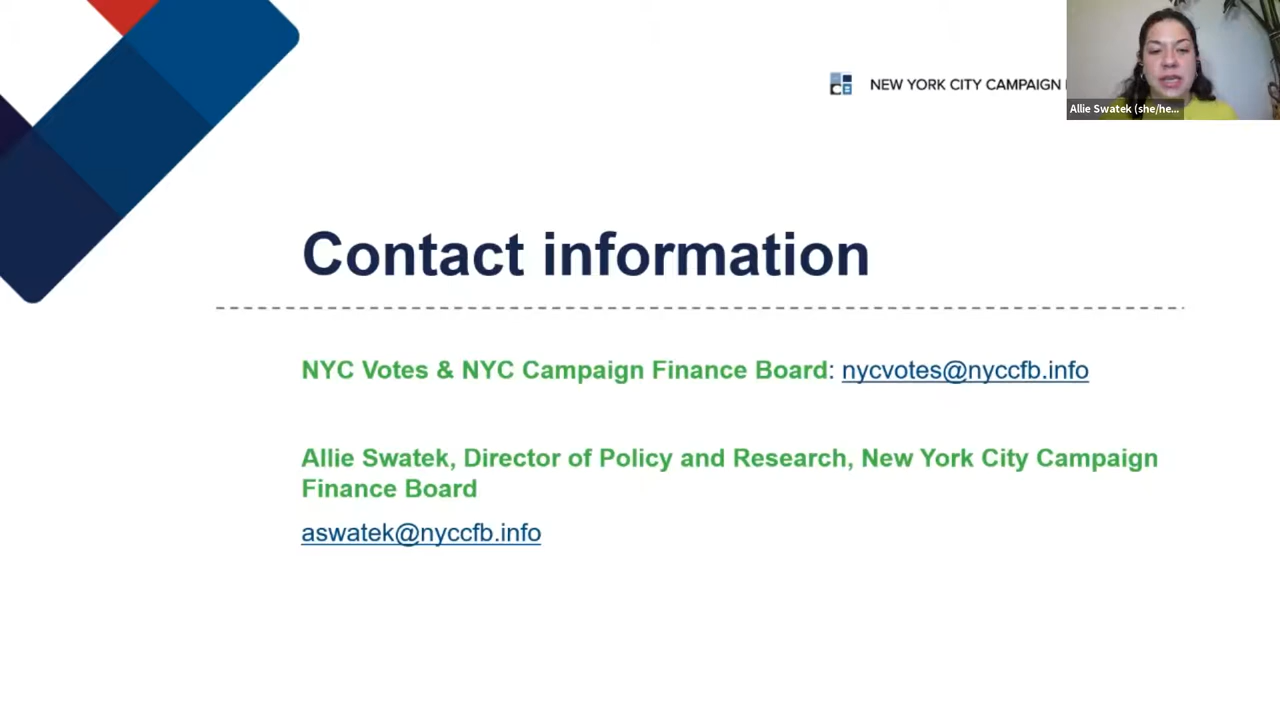 NEW YORK CITY CAMPAIGN
Allie Swatek (she/he...
Contact information
NYC Votes & NYC Campaign Finance Board: nycvotes@nyccfb.info
Allie Swatek, Director of Policy and Research, New York City Campaign
Finance Board
aswatek@nyccfb.info